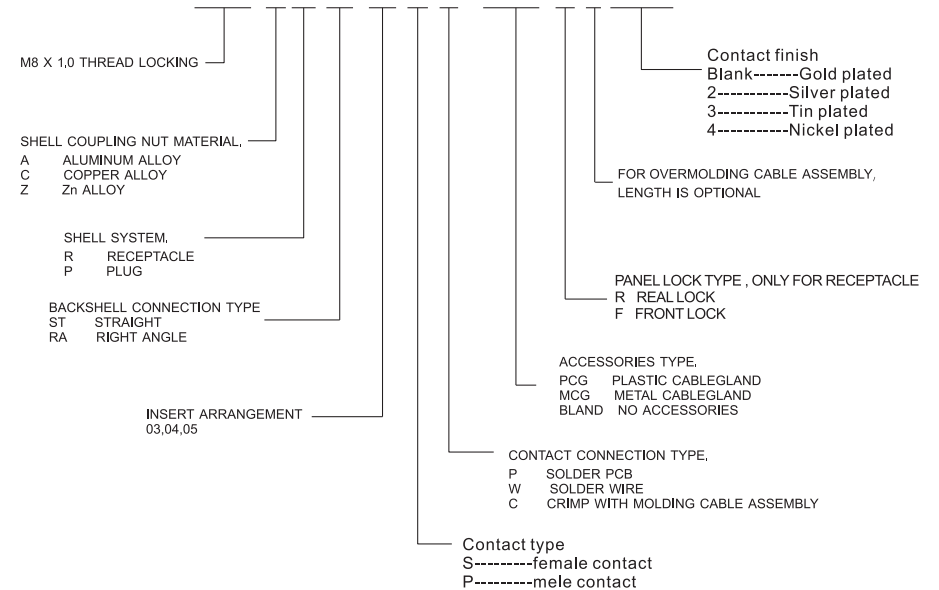 M8 X 1,0 THREAD LOCKING
SHELL COUPLING NUT MATERIAL,
A ALUMINUM ALLOY
C COPPER ALLOY
Z Zn ALLOY
SHELL SYSTEM,
R RECEPTACLE
P PLUG
BACKSHELL CONNECTION TYPE
ST STRAIGHT
RA RIGHT ANGLE
INSERT ARRANGEMENT
03,04,05
Contact type
S---------female contact
P---------mele contact
CONTACT CONNECTION TYPE,
P SOLDER PCB
W SOLDER WIRE
C CRIMP WITH MOLDING CABLE ASSEMBLY
ACCESSORIES TYPE,
PCG PLASTIC CABLEGLAND
MCG METAL CABLEGLAND
BLAND NO ACCESSORIES
PANEL LOCK TYPE , ONLY FOR RECEPTACLE
R REAL LOCK
F FRONT LOCK
FOR OVERMOLDING CABLE ASSEMBLY,
LENGTH IS OPTIONAL
Contact finish
Blank-------Gold plated
2-----------Silver plated
3-----------Tin plated
4-----------Nickel plated